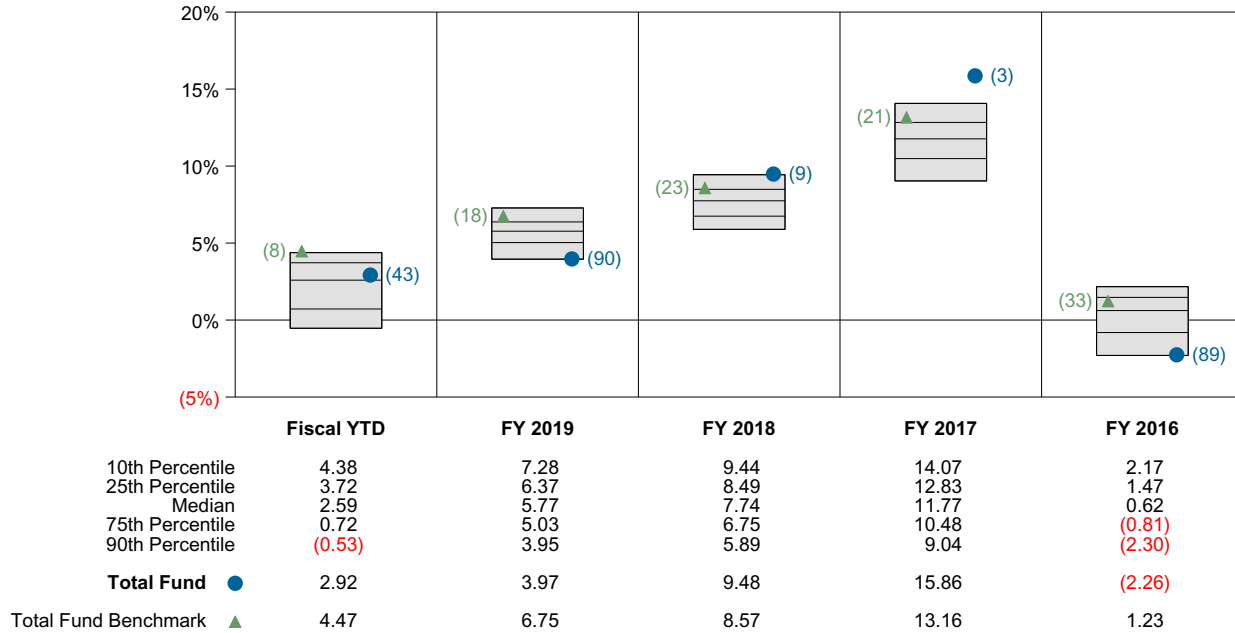 20%
15%
10%
5%
0%
(5%)
(8)
(43)
(18)
(90)
(23)
(9)
(21)
(3)
(33)
(89)
Fiscal YTD FY 2019 FY 2018 FY 2017 FY 2016
10th Percentile 4.38 7.28 9.44 14.07 2.17
25th Percentile 3.72 6.37 8.49 12.83 1.47
Median 2.59 5.77 7.74 11.77 0.62
75th Percentile 0.72 5.03 6.75 10.48 (0.81)
90th Percentile (0.53) 3.95 5.89 9.04 (2.30)
Total Fund 2.92 3.97 9.48 15.86 (2.26)
Total Fund Benchmark 4.47 6.75 8.57 13.16 1.23